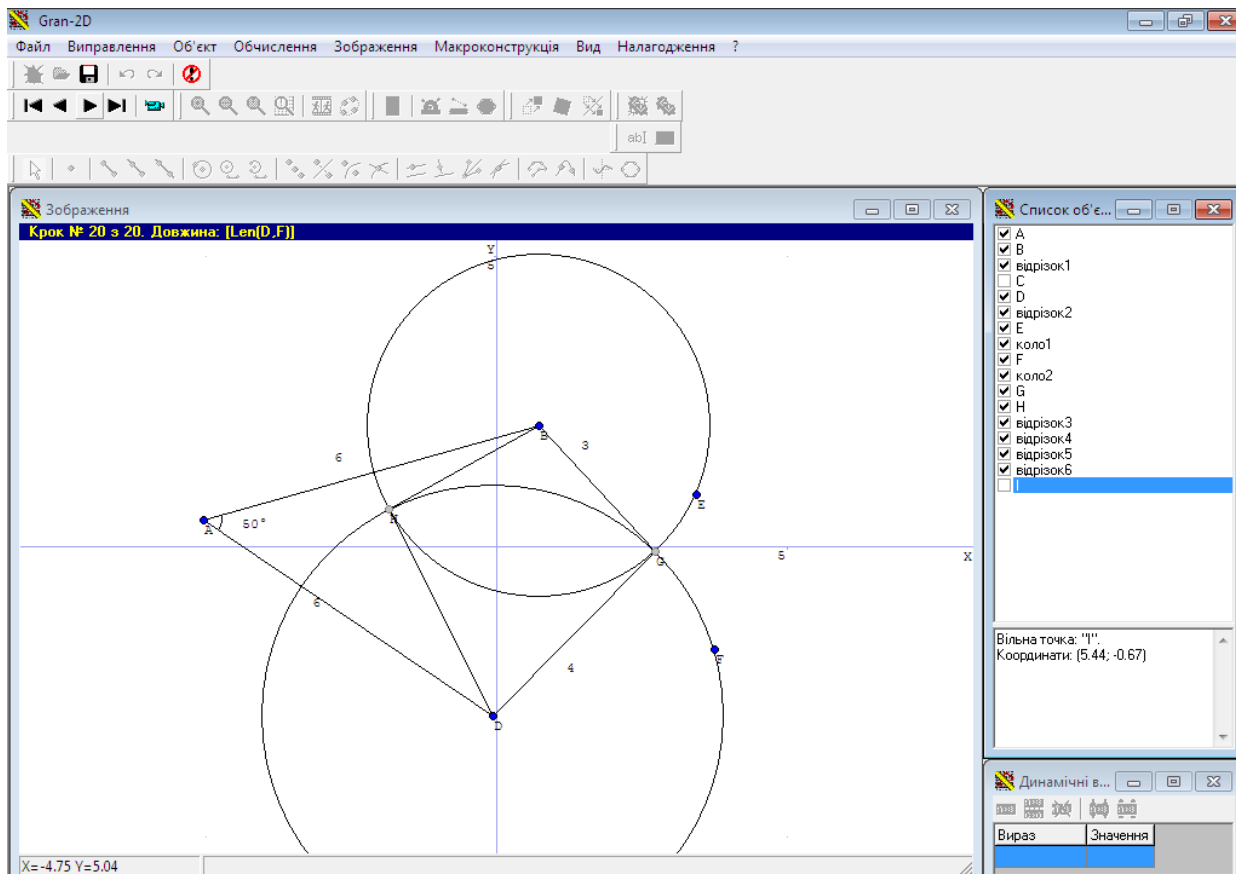 Gran-2D
Файл Виправлення Об'єкт Обчислення Зображення Макроконструкція Вид Налагодження ?
abI
Зображення
Крок № 20 з 20. Довжина: [Len(D,F)]
Y
5
B
3
6
E
H
A
50°
5
X
G
6
F
4
D
X=-4.75 Y=5.04
Список об'є...
A
B
відрізок1
C
D
відрізок2
E
коло1
F
коло2
G
H
відрізок3
відрізок4
відрізок5
відрізок6
I
Вільна точка: "I".
Координати: (5.44; -0.67)
Динамічні в...
Вираз Значення